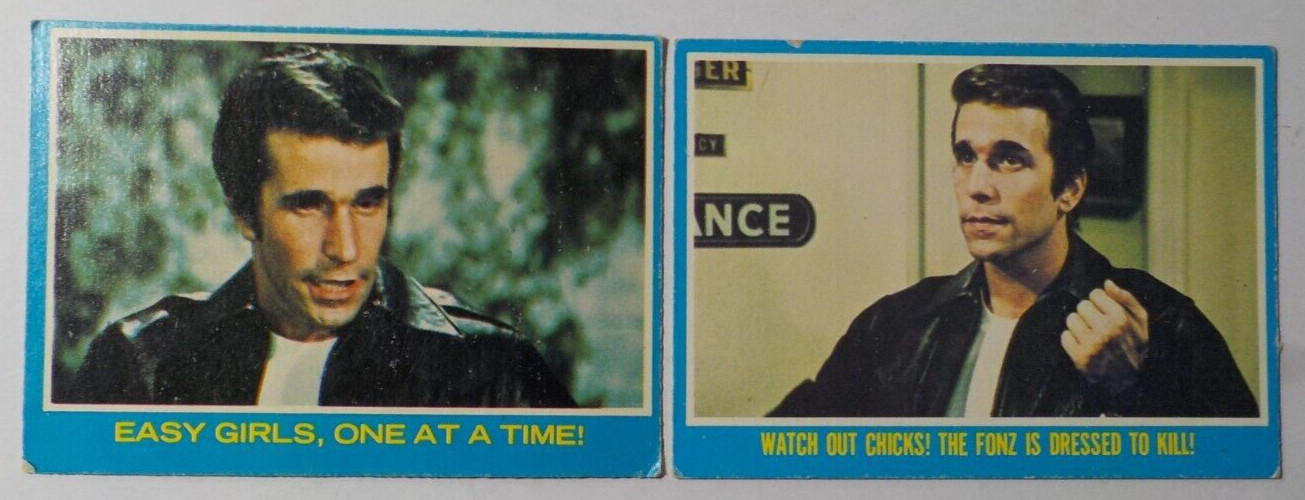 EASY GIRLS, ONE AT A TIME!
ER
CY
ANCE
WATCH OUT CHICKS! THE FONZ IS DRESSED TO KILL!